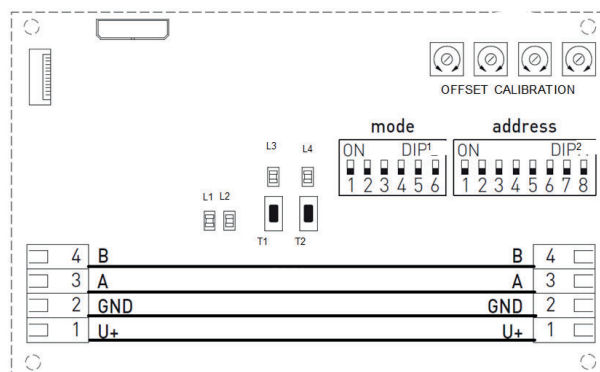 OFFSET CALIBRATION
mode address
ON DIP1
1 2 3 4 5 6
ON DIP2
1 2 3 4 5 6 7 8
L3 L4
L1 L2
T1 T2
4 B B 4
3 A A 3
2 GND GND 2
1 U+ U+ 1